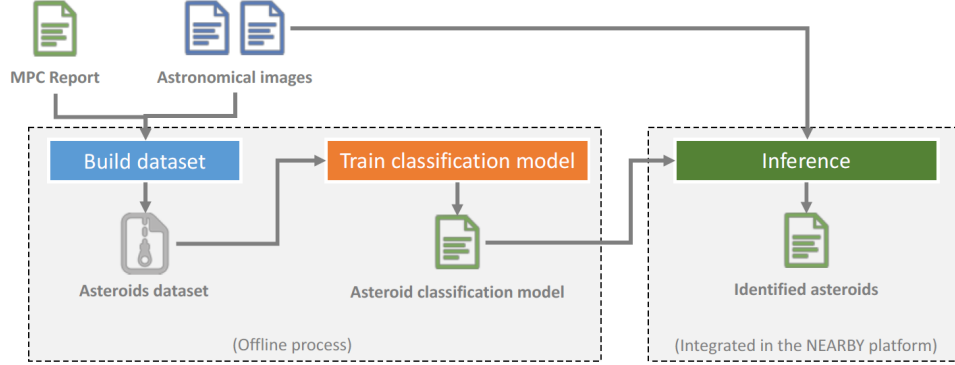 MPC Report
Astronomical images
Build dataset
Train classification model
Inference
Asteroids dataset
Asteroid classification model
Identified asteroids
(Offline process)
(Integrated in the NEARBY platform)